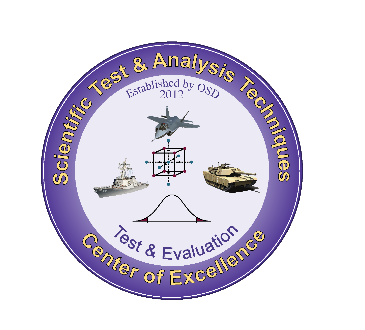 Scientific Test & Analysis Techniques
Established by OSD
2012
Test & Evaluation
Center of Excellence